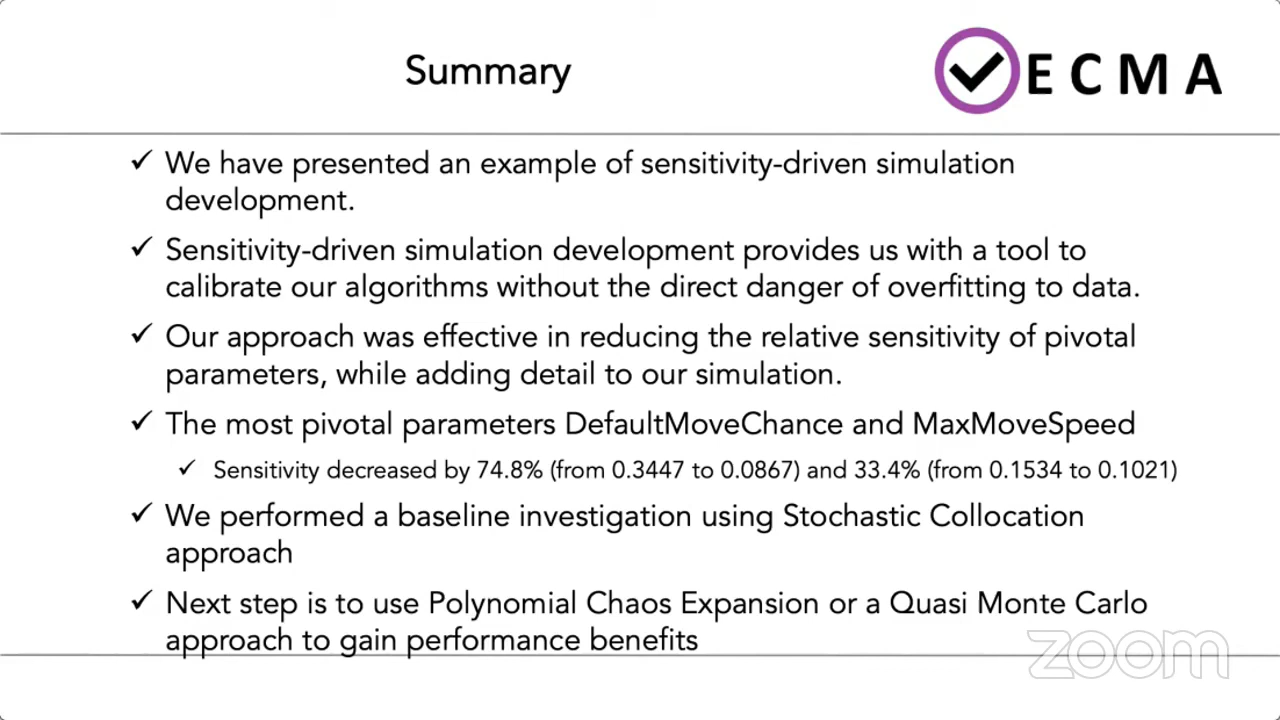 Summary
ECMA
✓ We have presented an example of sensitivity-driven simulation
development.
✓ Sensitivity-driven simulation development provides us with a tool to
calibrate our algorithms without the direct danger of overfitting to data.
✓ Our approach was effective in reducing the relative sensitivity of pivotal
parameters, while adding detail to our simulation.
✓ The most pivotal parameters DefaultMoveChance and MaxMoveSpeed
✓ Sensitivity decreased by 74.8% (from 0.3447 to 0.0867) and 33.4% (from 0.1534 to 0.1021)
✓ We performed a baseline investigation using Stochastic Collocation
approach
✓ Next step is to use Polynomial Chaos Expansion or a Quasi Monte Carlo
approach to gain performance benefits
zoom